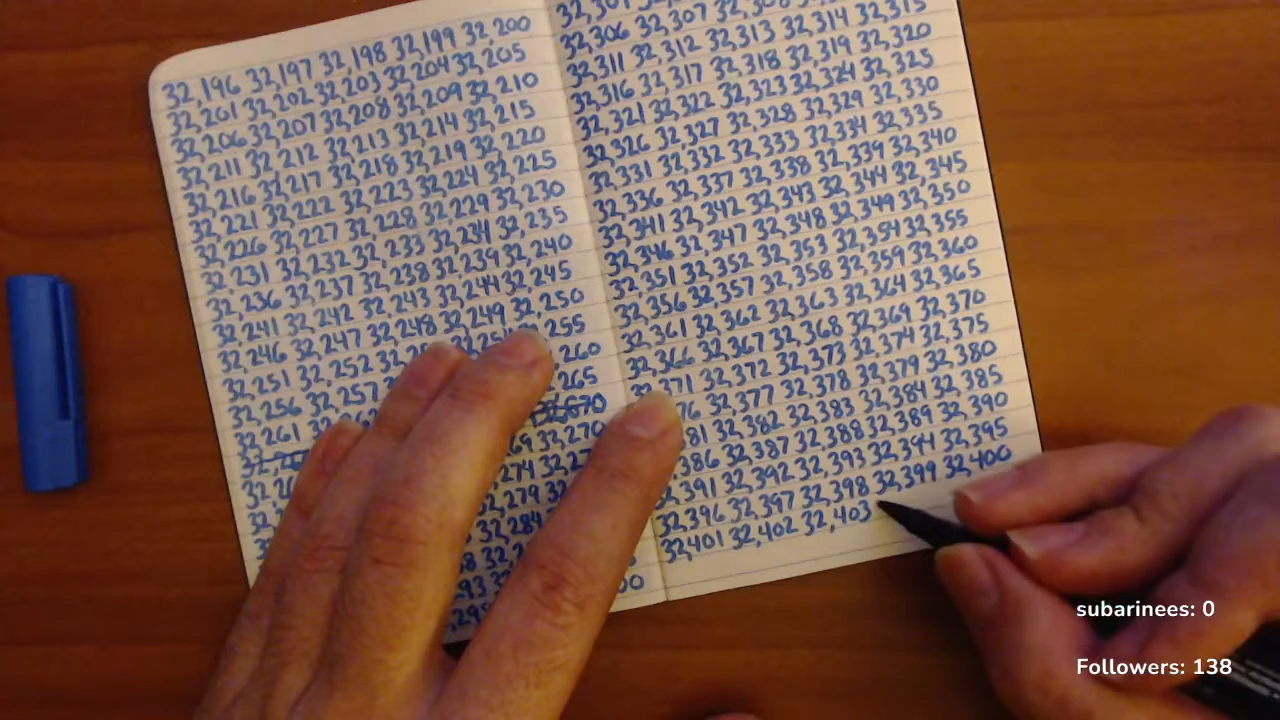 32,196 32,197 32,198 32,199 32,200
32,201 32,202 32,203 32,204 32,205
32,206 32,207 32,208 32,209 32,210
32,211 32,212 32,213 32,214 32,215
32,216 32,217 32,218 32,219 32,220
32,221 32,222 32,223 32,224 32,225
32,226 32,227 32,228 32,229 32,230
32,231 32,232 32,233 32,234 32,235
32,236 32,237 32,238 32,239 32,240
32,241 32,242 32,243 32,244 32,245
32,246 32,247 32,248 32,249 32,250
32,251 32,252 255
32,256 32,257 260
32,261 265
32,670
69 32,270
274
279
284
00
32,306 32,307 32,308
32,311 32,312 32,313 32,314 32,315
32,316 32,317 32,318 32,319 32,320
32,321 32,322 32,323 32,324 32,325
32,326 32,327 32,328 32,329 32,330
32,331 32,332 32,333 32,334 32,335
32,336 32,337 32,338 32,339 32,340
32,341 32,342 32,343 32,344 32,345
32,346 32,347 32,348 32,349 32,350
32,351 32,352 32,353 32,354 32,355
32,356 32,357 32,358 32,359 32,360
32,361 32,362 32,363 32,364 32,365
32,366 32,367 32,368 32,369 32,370
371 32,372 32,373 32,374 32,375
76 32,377 32,378 32,379 32,380
81 32,382 32,383 32,384 32,385
386 32,387 32,388 32,389 32,390
,391 32,392 32,393 32,394 32,395
32,396 32,397 32,398 32,399 32,400
32,401 32,402 32,403
subarinees: 0
Followers: 138